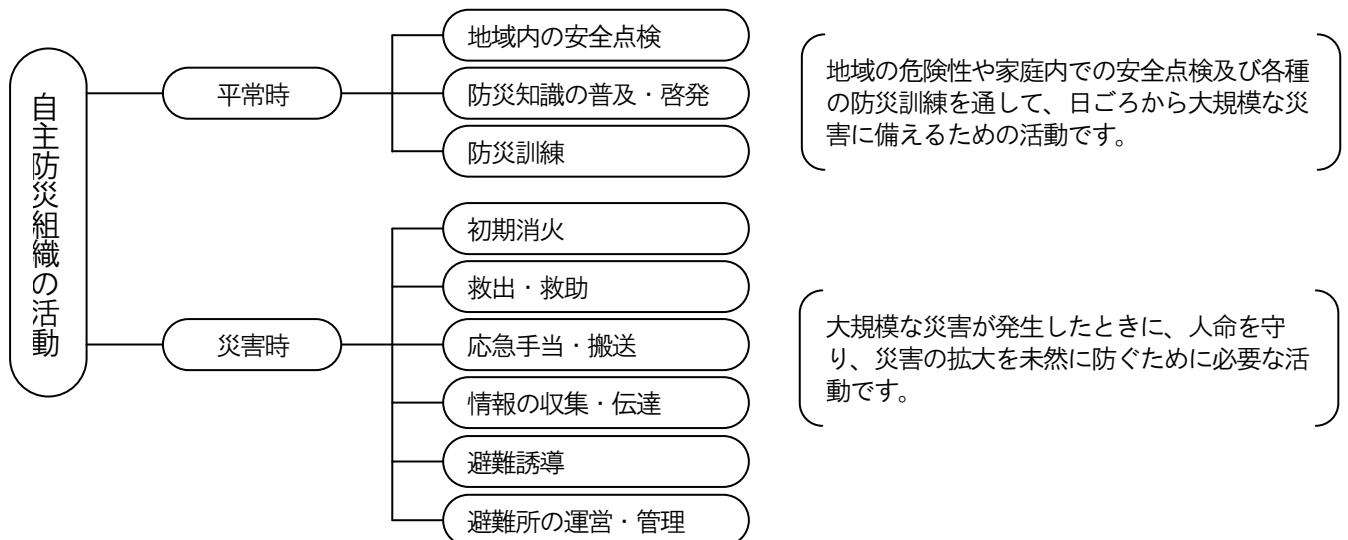 自主防災組織の活動
平常時
地域内の安全点検
防災知識の普及・啓発
防災訓練
地域の危険性や家庭内での安全点検及び各種
の防災訓練を通して、日ごろから大規模な災
害に備えるための活動です。
災害時
初期消火
救出・救助
応急手当・搬送
情報の収集・伝達
避難誘導
避難所の運営・管理
大規模な災害が発生したときに、人命を守
り、災害の拡大を未然に防ぐために必要な活
動です。